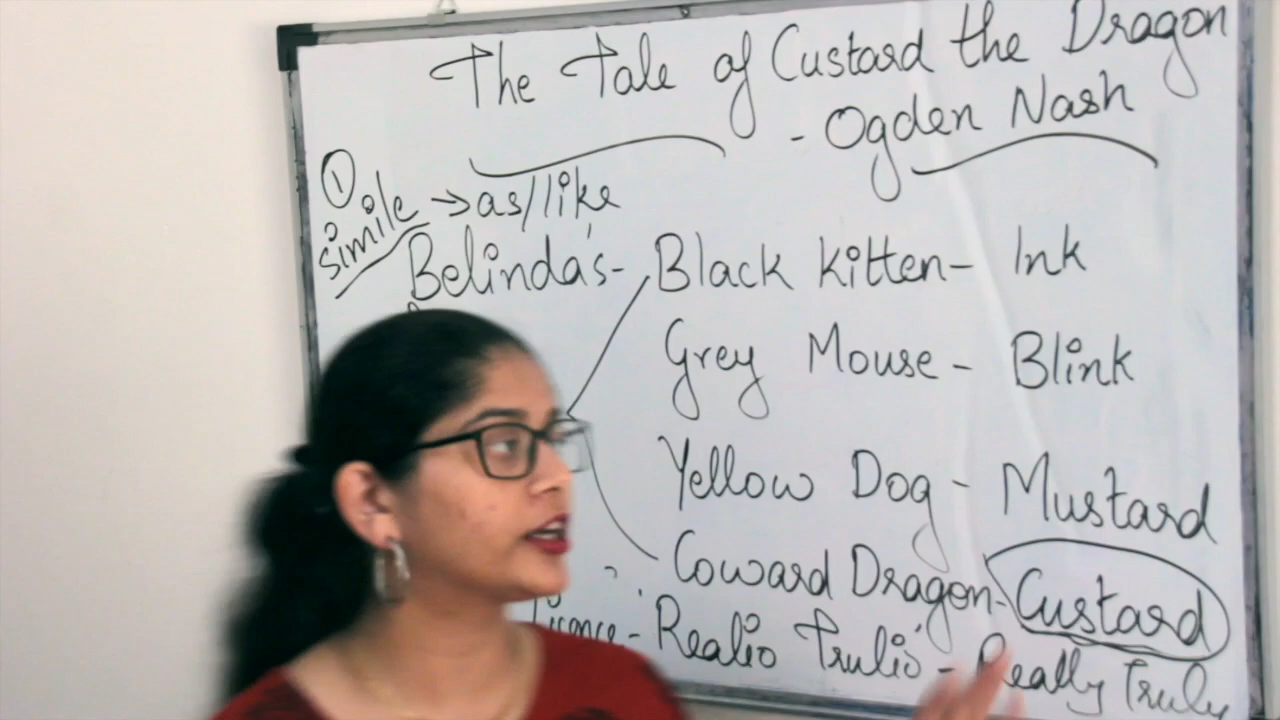 The Tale of Custard the Dragon
- Ogden Nash
① simile → as/like
Belinda's - Black Kitten - Ink
Grey Mouse - Blink
Yellow Dog - Mustard
Coward Dragon - Custard
- Realio Trulio - Really Truly